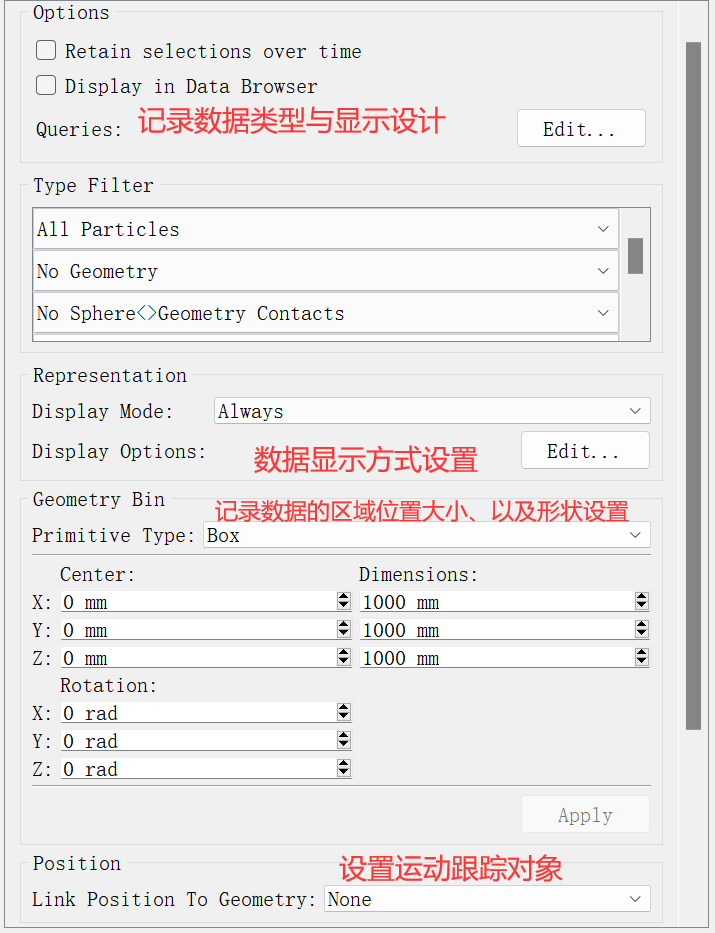 Options
Retain selections over time
Display in Data Browser
Queries: 记录数据类型与显示设计 Edit...
Type Filter
All Particles
No Geometry
No Sphere<>Geometry Contacts
Representation
Display Mode: Always
Display Options: 数据显示方式设置 Edit...
Geometry Bin
记录数据的区域位置大小、以及形状设置
Primitive Type: Box
Center: Dimensions:
X: 0 mm 1000 mm
Y: 0 mm 1000 mm
Z: 0 mm 1000 mm
Rotation:
X: 0 rad
Y: 0 rad
Z: 0 rad
Apply
Position 设置运动跟踪对象
Link Position To Geometry: None